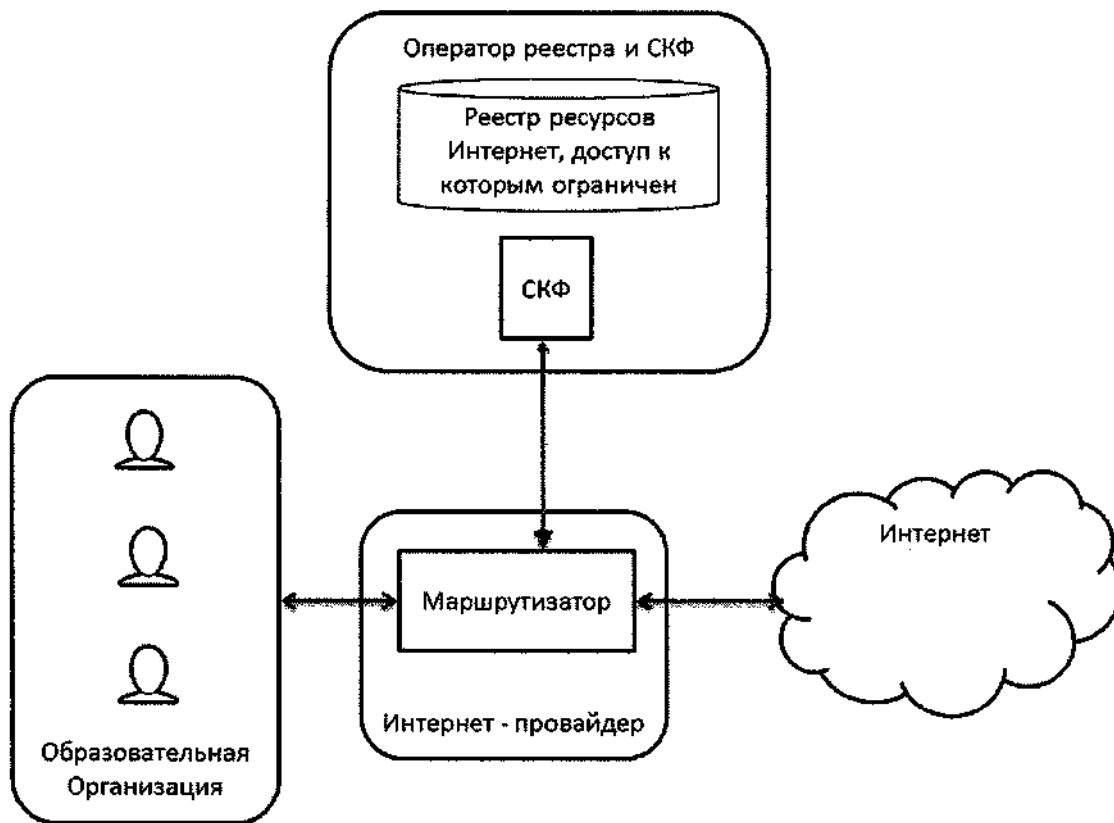 Оператор реестра и СКФ
Реестр ресурсов
Интернет, доступ к
которым ограничен
СКФ
Интернет
Маршрутизатор
Интернет - провайдер
Образовательная
Организация